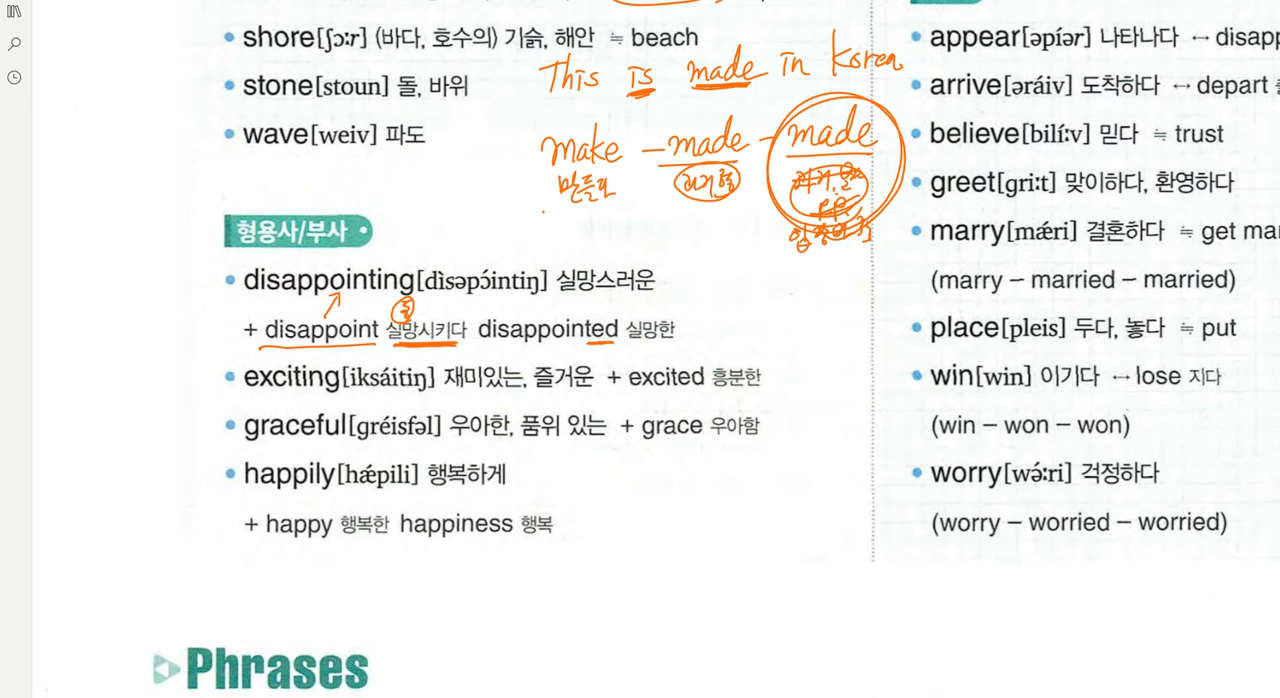 shore[ʃɔːr] (바다, 호수의) 기슭, 해안 ≒ beach
stone[stoun] 돌, 바위
wave[weiv] 파도
This is made in Korea
make – made – made
만들다 과거형
p.p.
형용사/부사
disappointing[dìsəpɔ́intiŋ] 실망스러운
+ disappoint 실망시키다 disappointed 실망한
exciting[iksáitiŋ] 재미있는, 즐거운 + excited 흥분한
graceful[gréisfəl] 우아한, 품위 있는 + grace 우아함
happily[hǽpili] 행복하게
+ happy 행복한 happiness 행복
appear[əpíər] 나타나다 ↔ disapp
arrive[əráiv] 도착하다 ↔ depart
believe[bilíːv] 믿다 ≒ trust
greet[griːt] 맞이하다, 환영하다
marry[mǽri] 결혼하다 ≒ get mar
(marry – married – married)
place[pleis] 두다, 놓다 ≒ put
win[win] 이기다 ↔ lose 지다
(win – won – won)
worry[wə́ːri] 걱정하다
(worry – worried – worried)
Phrases